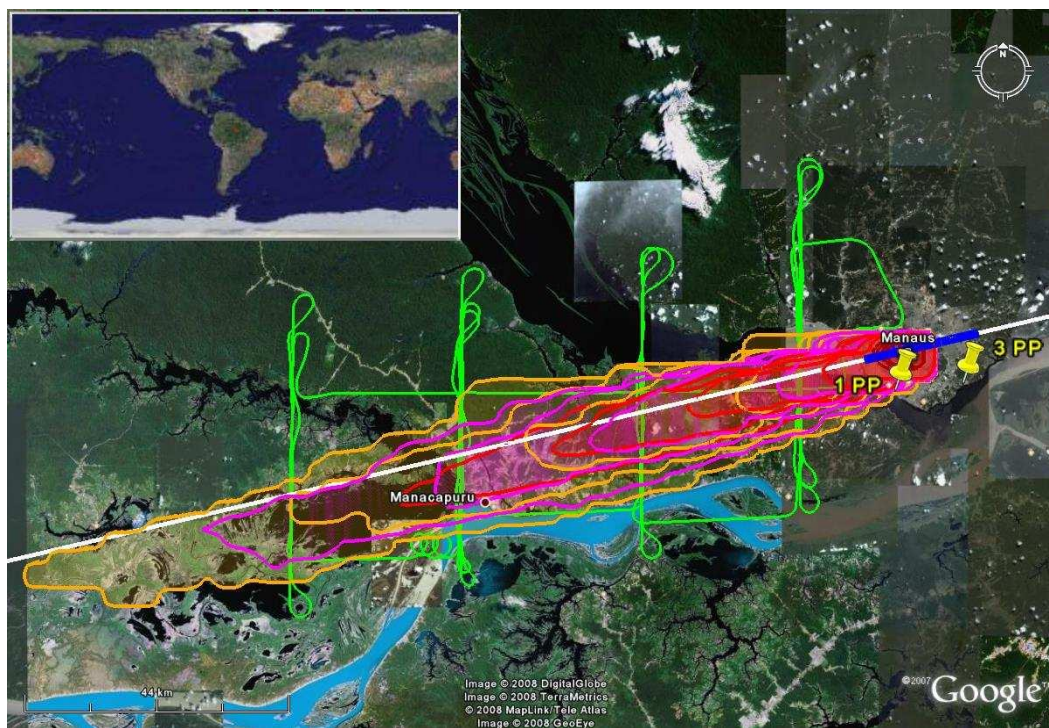 N
Manaus
3 PP
1 PP
Manacapuru
44 km
Image © 2008 DigitalGlobe
Image © 2008 TerraMetrics
© 2008 MapLink/Tele Atlas
Image © 2008 GeoEye
©2007 Google™